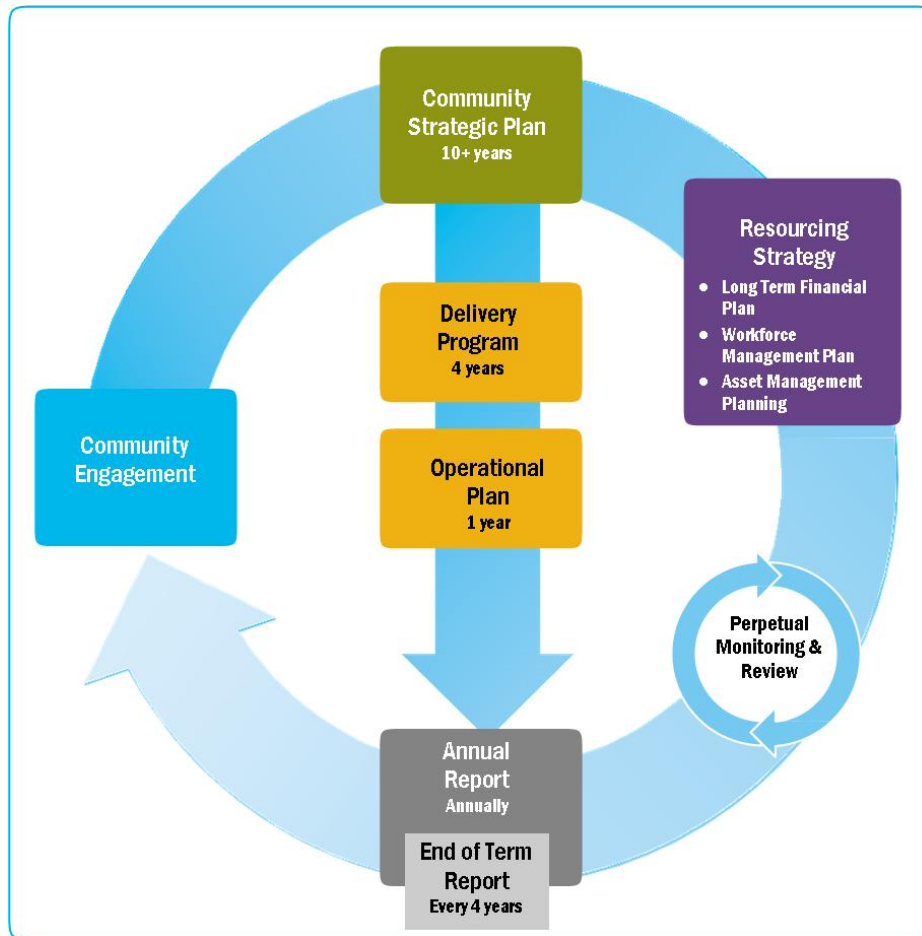 Community
Strategic Plan
10+ years
Resourcing
Strategy
● Long Term Financial
Plan
● Workforce
Management Plan
● Asset Management
Planning
Delivery
Program
4 years
Community
Engagement
Operational
Plan
1 year
Perpetual
Monitoring &
Review
Annual
Report
Annually
End of Term
Report
Every 4 years